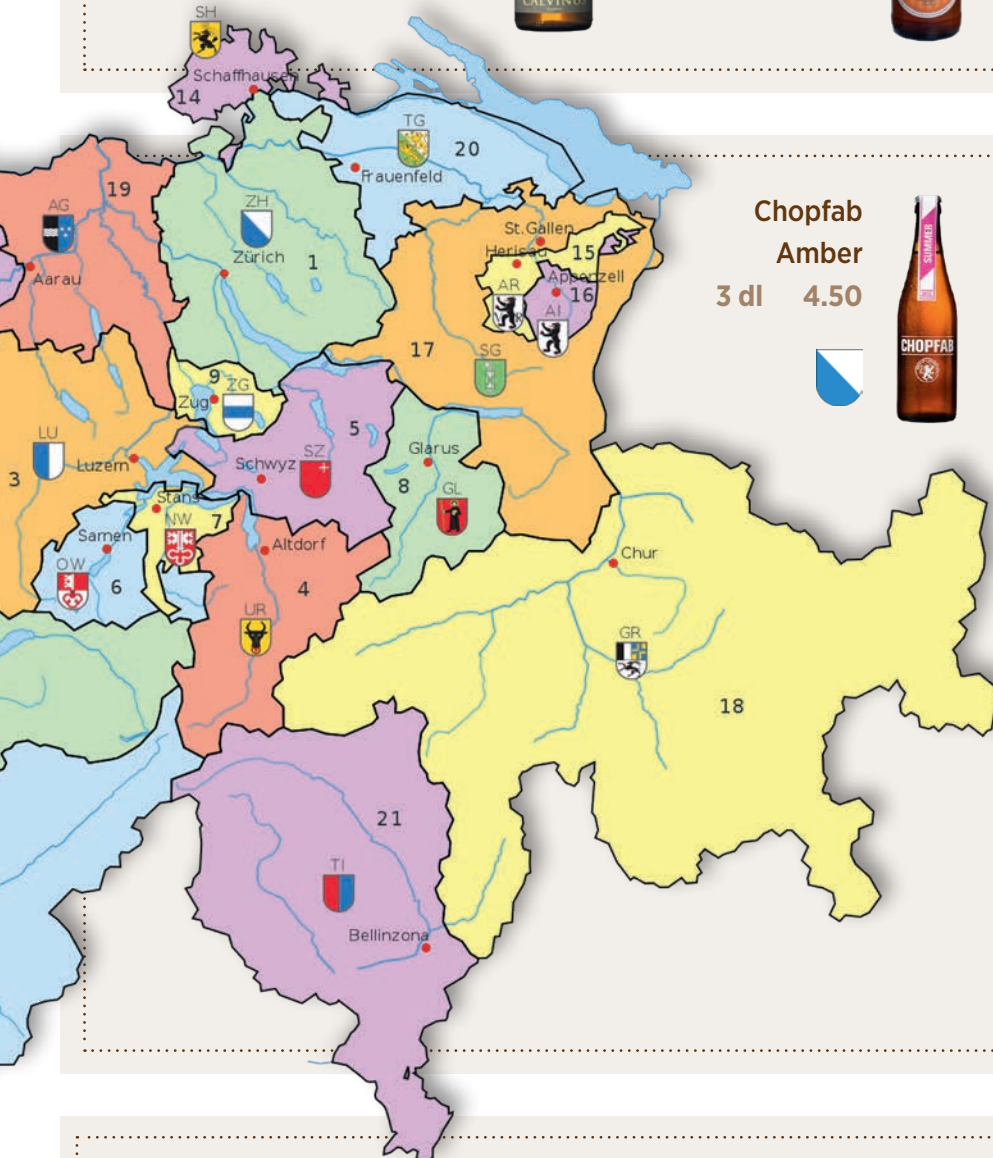 CALVINUS
SH
Schaffhausen
14
TG
20
Frauenfeld
19
AG
ZH
Zürich
1
Aarau
St.Gallen
Herisau
15
Appenzell
AR
16
AI
17
SG
9
ZG
Zug
LU
5
3
Luzern
Schwyz
SZ
Glarus
8
GL
Stans
NW
7
Sarnen
Altdorf
OW
6
4
UR
Chur
GR
18
21
TI
Bellinzona
Chopfab
Amber
3 dl 4.50
SUMMER
CHOPFAB